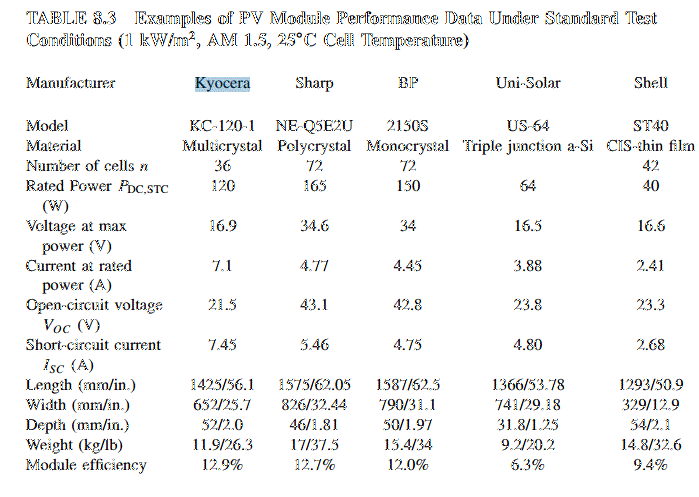 TABLE 8.3 Examples of PV Module Performance Data Under Standard Test
Conditions (1 kW/m², AM 1.5, 25°C Cell Temperature)
Manufacturer Kyocera Sharp BP Uni-Solar Shell
Model KC-120-1 NE-Q5E2U 2150S US-64 ST40
Material Multicrystal Polycrystal Monocrystal Triple junction a-Si CIS-thin film
Number of cells n 36 72 72 42
Rated Power PDC,STC 120 165 150 64 40
(W)
Voltage at max 16.9 34.6 34 16.5 16.6
power (V)
Current at rated 7.1 4.77 4.45 3.88 2.41
power (A)
Open-circuit voltage 21.5 43.1 42.8 23.8 23.3
VOC (V)
Short-circuit current 7.45 5.46 4.75 4.80 2.68
ISC (A)
Length (mm/in.) 1425/56.1 1575/62.05 1587/62.5 1366/53.78 1293/50.9
Width (mm/in.) 652/25.7 826/32.44 790/31.1 741/29.18 329/12.9
Depth (mm/in.) 52/2.0 46/1.81 50/1.97 31.8/1.25 54/2.1
Weight (kg/lb) 11.9/26.3 17/37.5 15.4/34 9.2/20.2 14.8/32.6
Module efficiency 12.9% 12.7% 12.0% 6.3% 9.4%